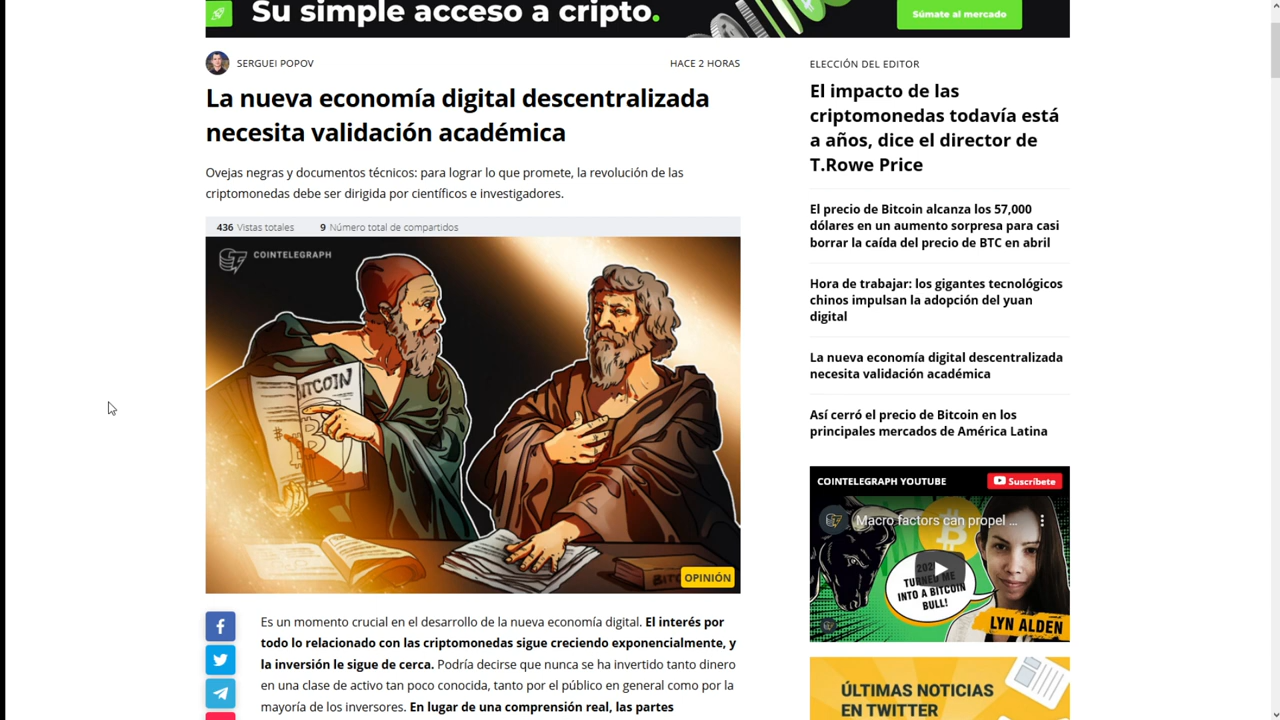 Su simple acceso a cripto.
Súmate al mercado
SERGUEI POPOV
HACE 2 HORAS
La nueva economía digital descentralizada
necesita validación académica
Ovejas negras y documentos técnicos: para lograr lo que promete, la revolución de las
criptomonedas debe ser dirigida por científicos e investigadores.
436 Vistas totales
9 Número total de compartidos
COINTELEGRAPH
BITCOIN
OPINIÓN
Es un momento crucial en el desarrollo de la nueva economía digital. El interés por
todo lo relacionado con las criptomonedas sigue creciendo exponencialmente, y
la inversión le sigue de cerca. Podría decirse que nunca se ha invertido tanto dinero
en una clase de activo tan poco conocida, tanto por el público en general como por la
mayoría de los inversores. En lugar de una comprensión real, las partes
ELECCIÓN DEL EDITOR
El impacto de las
criptomonedas todavía está
a años, dice el director de
T.Rowe Price
El precio de Bitcoin alcanza los 57,000
dólares en un aumento sorpresa para casi
borrar la caída del precio de BTC en abril
Hora de trabajar: los gigantes tecnológicos
chinos impulsan la adopción del yuan
digital
La nueva economía digital descentralizada
necesita validación académica
Así cerró el precio de Bitcoin en los
principales mercados de América Latina
COINTELEGRAPH YOUTUBE
Suscríbete
Macro factors can propel ...
TURNED ME
INTO A BITCOIN
BULL!
LYN ALDEN
ÚLTIMAS NOTICIAS
EN TWITTER